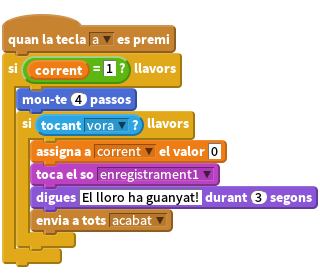 quan la tecla a es premi
si corrent = 1 ? llavors
mou-te 4 passos
si tocant vora ? llavors
assigna a corrent el valor 0
toca el so enregistrament1
digues El lloro ha guanyat! durant 3 segons
envia a tots acabat